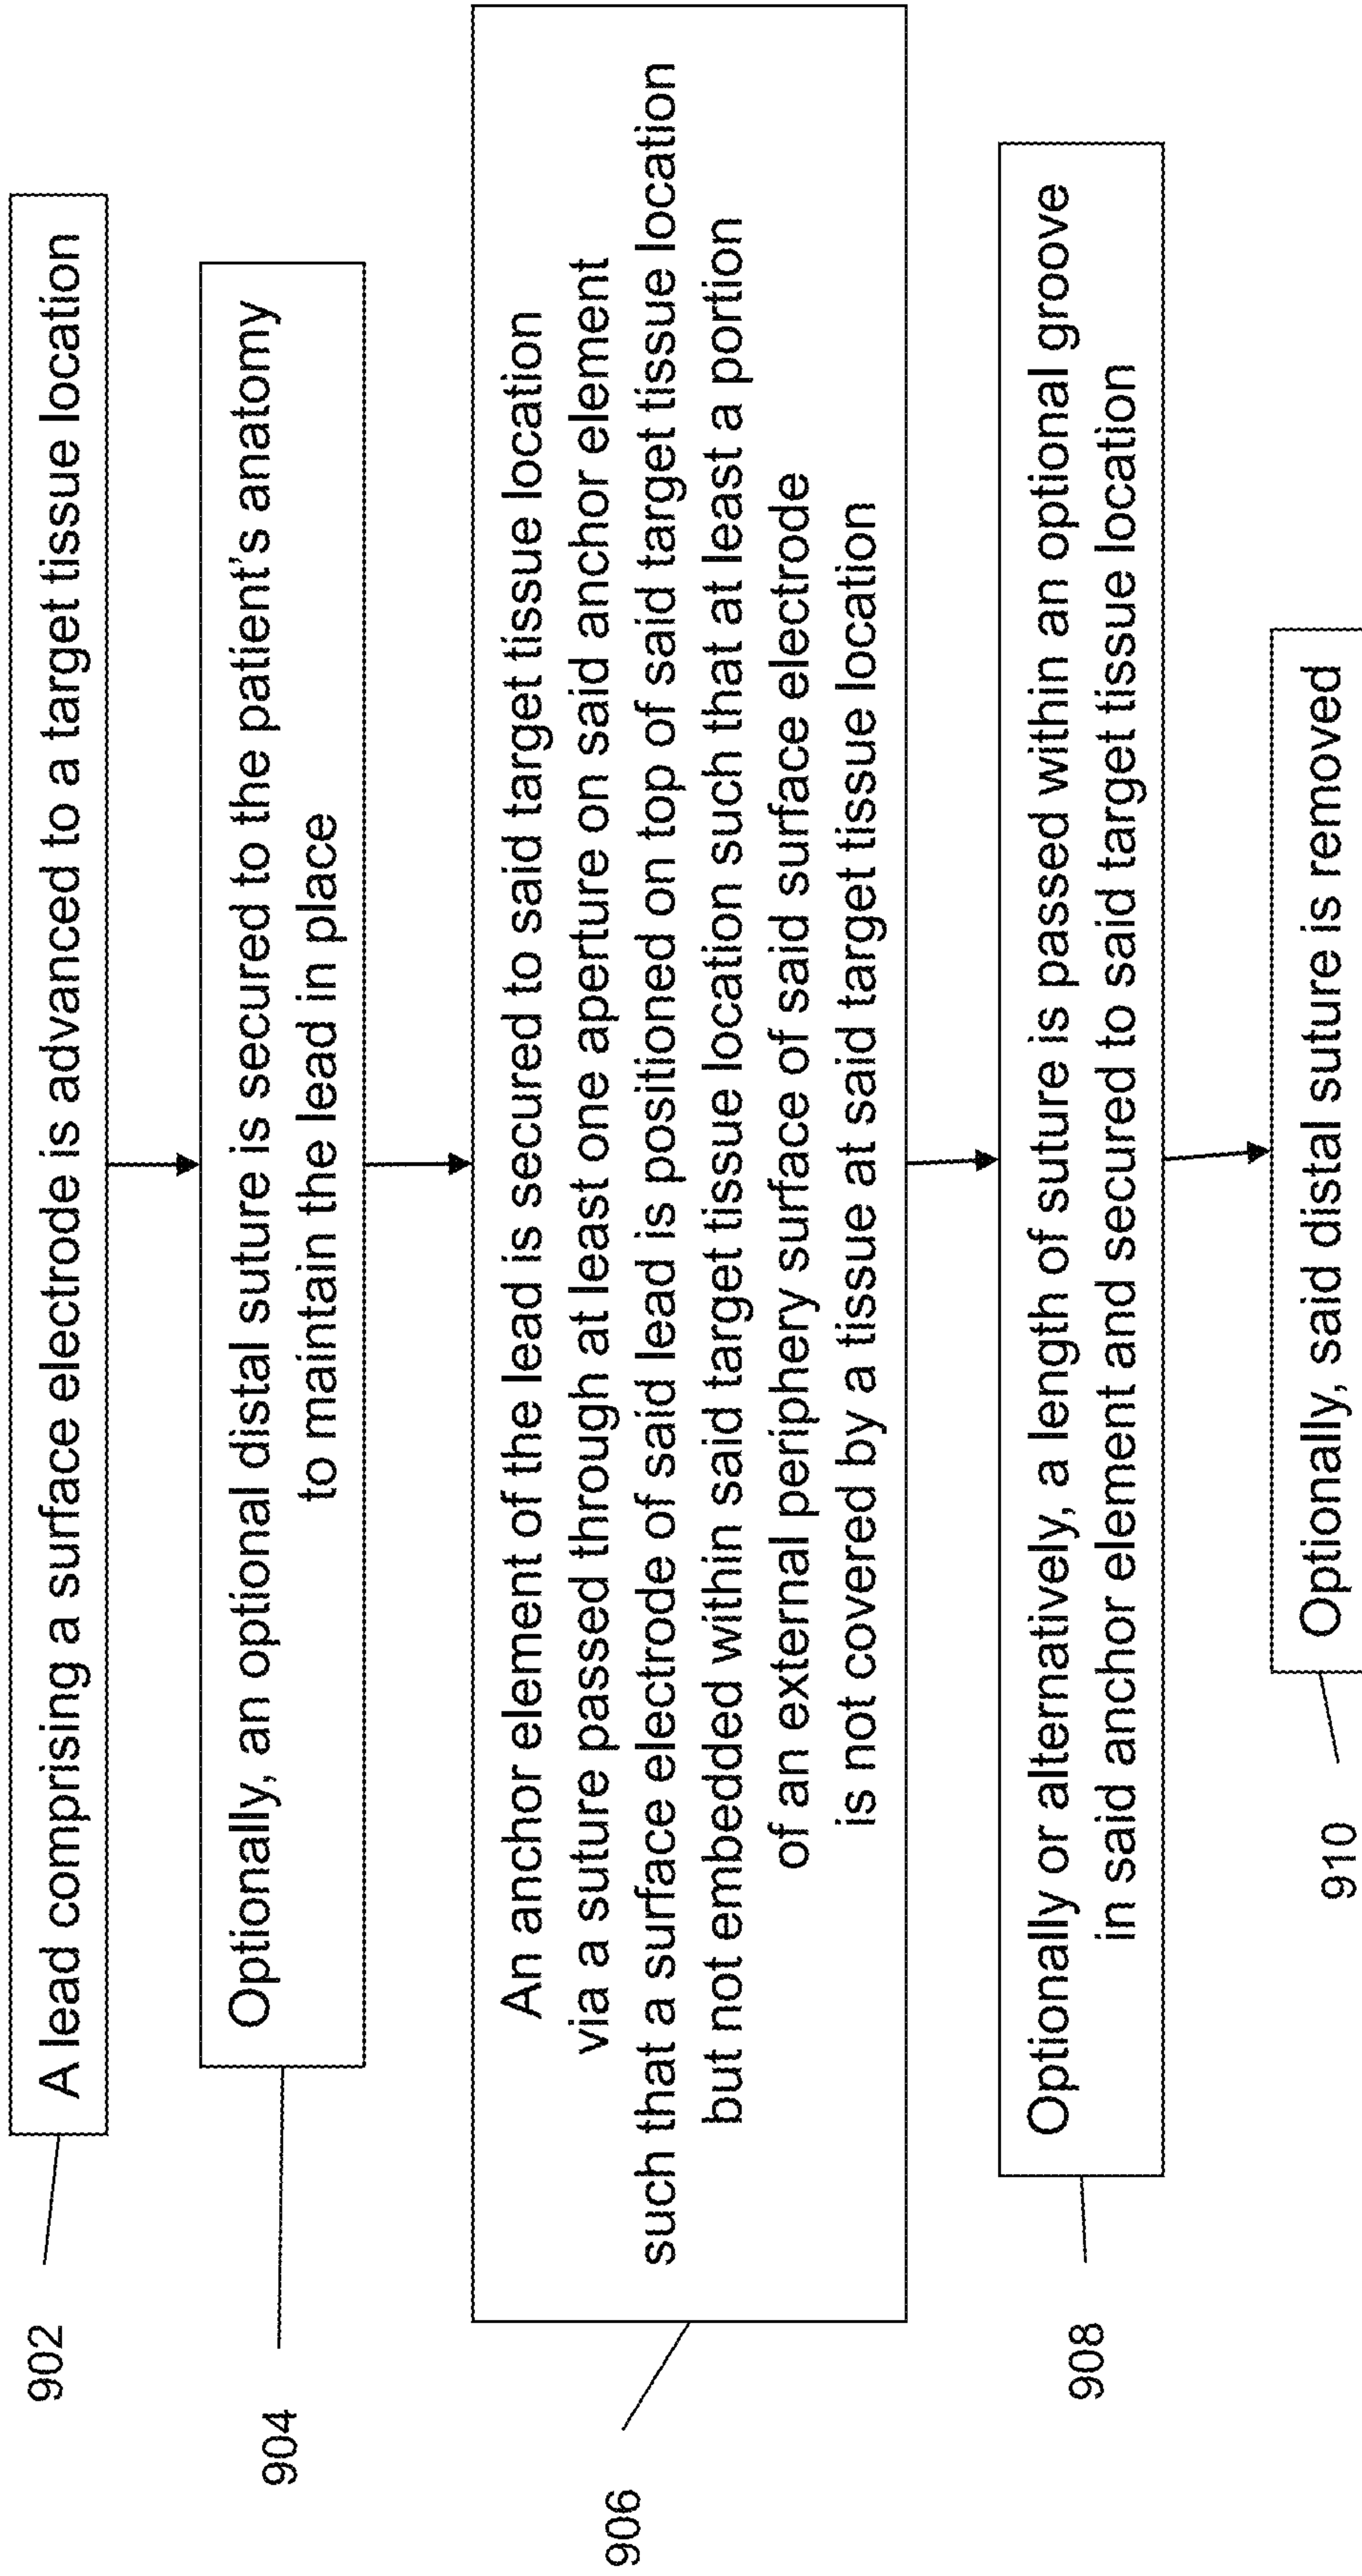 902
A lead comprising a surface electrode is advanced to a target tissue location
904
Optionally, an optional distal suture is secured to the patient's anatomy
to maintain the lead in place
906
An anchor element of the lead is secured to said target tissue location
via a suture passed through at least one aperture on said anchor element
such that a surface electrode of said lead is positioned on top of said target tissue location
but not embedded within said target tissue location such that at least a portion
of an external periphery surface of said surface electrode
is not covered by a tissue at said target tissue location
908
Optionally or alternatively, a length of suture is passed within an optional groove
in said anchor element and secured to said target tissue location
910
Optionally, said distal suture is removed